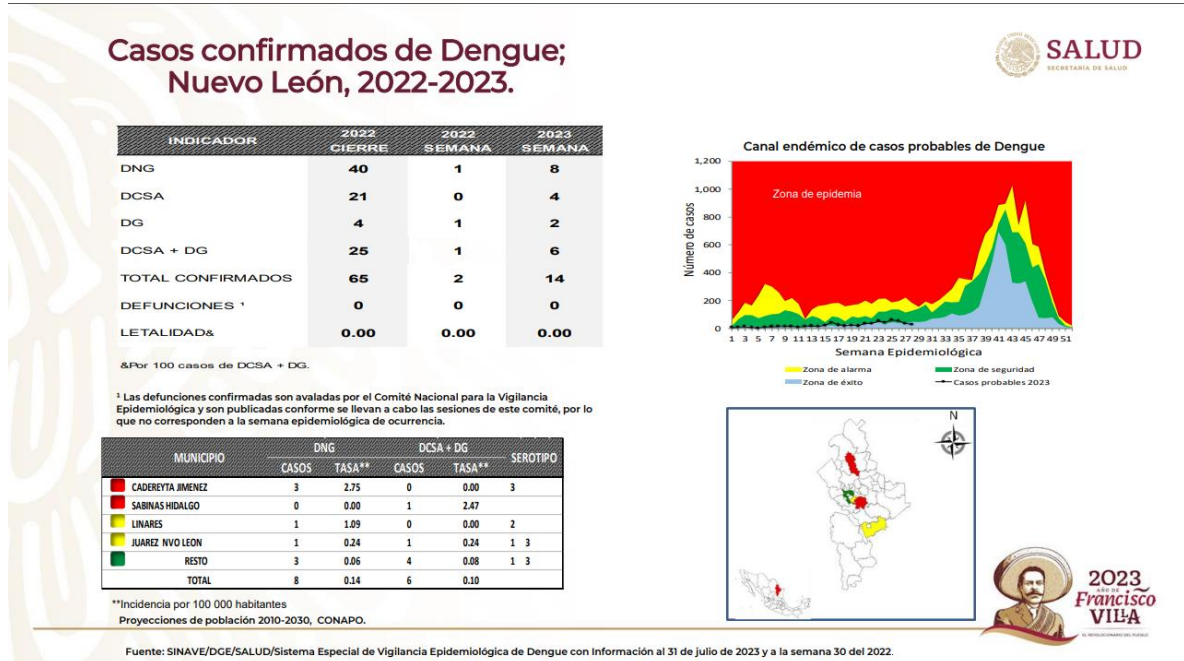 Casos confirmados de Dengue;
Nuevo León, 2022-2023.
SALUD
SECRETARÍA DE SALUD
INDICADOR 2022 CIERRE 2022 SEMANA 2023 SEMANA
DNG 40 1 8
DCSA 21 0 4
DG 4 1 2
DCSA + DG 25 1 6
TOTAL CONFIRMADOS 65 2 14
DEFUNCIONES ¹ 0 0 0
LETALIDAD& 0.00 0.00 0.00
&Por 100 casos de DCSA + DG.
¹ Las defunciones confirmadas son avaladas por el Comité Nacional para la Vigilancia
Epidemiológica y son publicadas conforme se llevan a cabo las sesiones de este comité, por lo
que no corresponden a la semana epidemiológica de ocurrencia.
MUNICIPIO DNG DCSA + DG SEROTIPO
CASOS TASA** CASOS TASA**
CADEREYTA JIMENEZ 3 2.75 0 0.00 3
SABINAS HIDALGO 0 0.00 1 2.47
LINARES 1 1.09 0 0.00 2
JUAREZ NVO LEON 1 0.24 1 0.24 1 3
RESTO 3 0.06 4 0.08 1 3
TOTAL 8 0.14 6 0.10
**Incidencia por 100 000 habitantes
Proyecciones de población 2010-2030, CONAPO.
Canal endémico de casos probables de Dengue
Número de casos
1,200
1,000
800
600
400
200
0
Zona de epidemia
1 3 5 7 9 11 13 15 17 19 21 23 25 27 29 31 33 35 37 39 41 43 45 47 49 51
Semana Epidemiológica
Zona de alarma Zona de seguridad
Zona de éxito Casos probables 2023
N
2023
AÑO DE
Francisco
VILLA
EL REVOLUCIONARIO DEL PUEBLO
Fuente: SINAVE/DGE/SALUD/Sistema Especial de Vigilancia Epidemiológica de Dengue con Información al 31 de julio de 2023 y a la semana 30 del 2022.